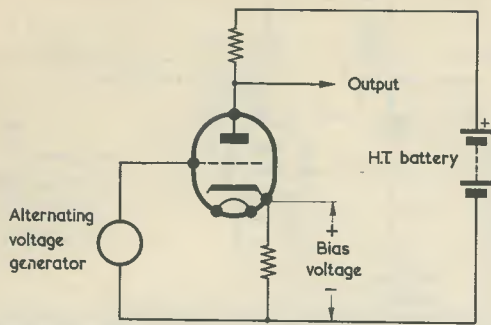 Output
+
H.T. battery
Alternating
voltage
generator
+
Bias
voltage
−